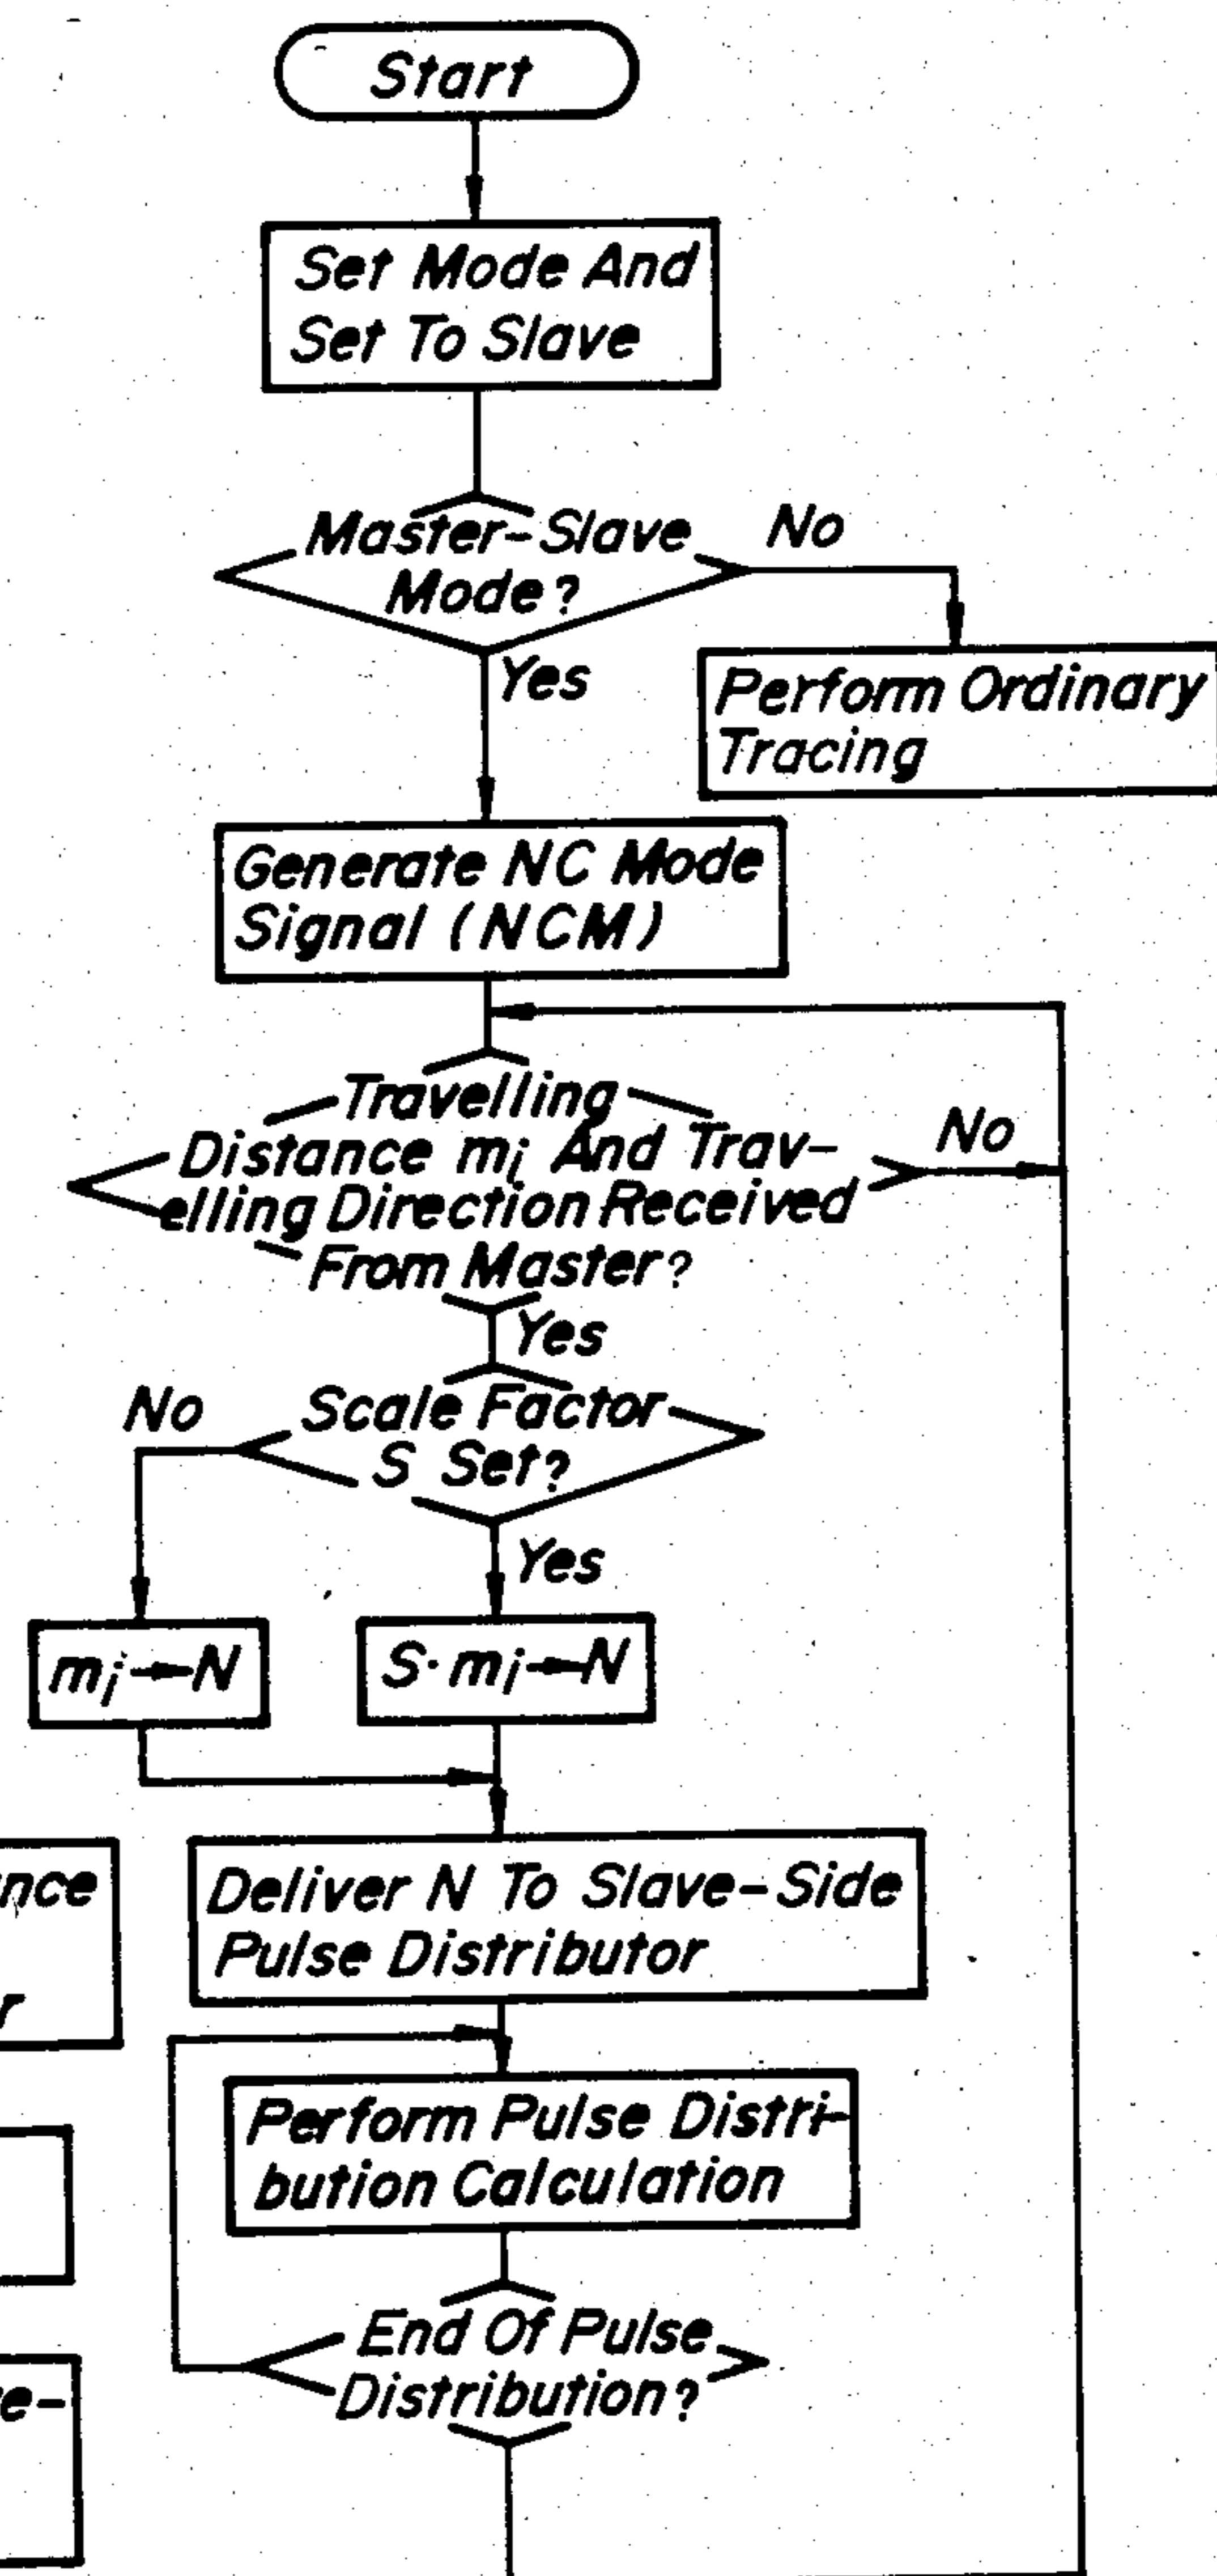 Start
Set Mode And
Set To Slave
Master-Slave
Mode?
No
Yes
Perform Ordinary
Tracing
Generate NC Mode
Signal (NCM)
Travelling
Distance mi And Trav-
elling Direction Received
From Master?
No
Yes
Scale Factor
S Set?
No
Yes
mi→N
S·mi→N
nce
r
Deliver N To Slave-Side
Pulse Distributor
Perform Pulse Distri-
bution Calculation
e-
End Of Pulse
Distribution?